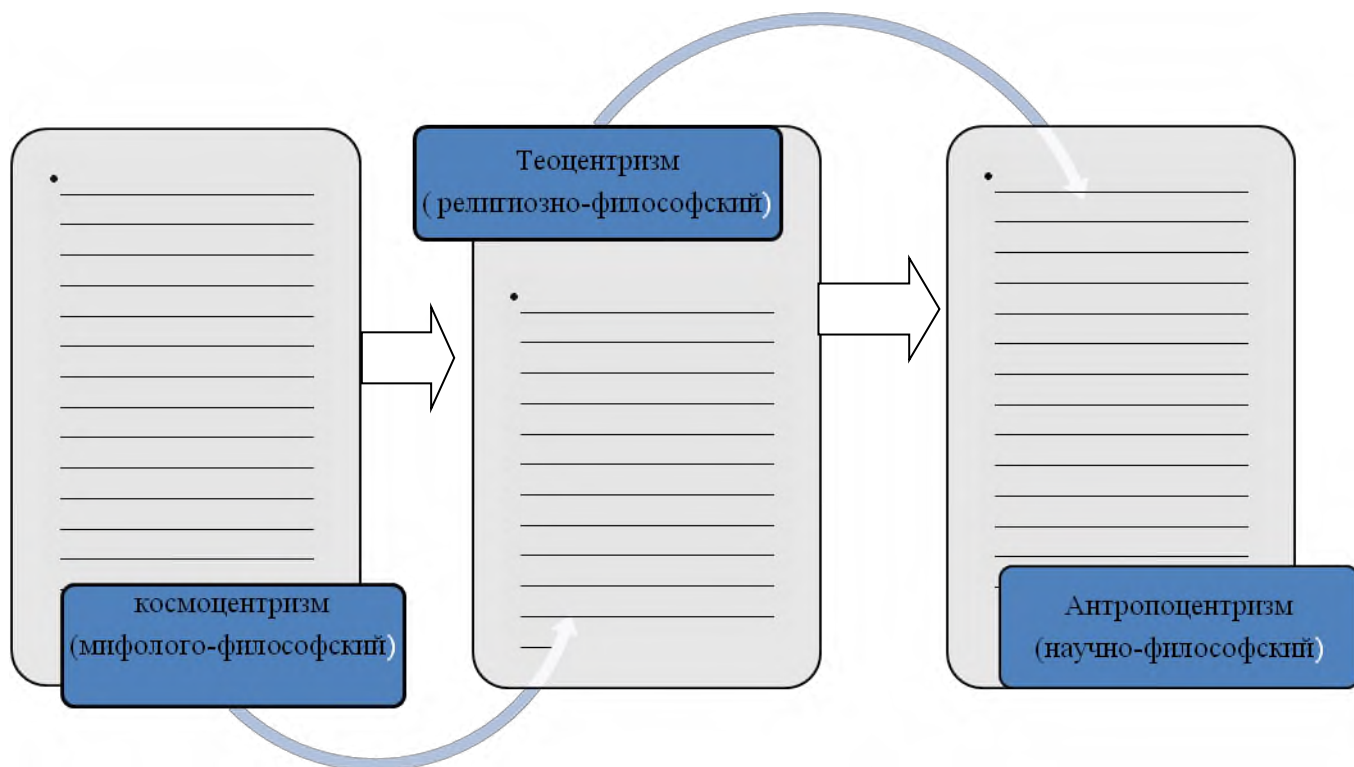 космоцентризм
(мифолого-философский)
Теоцентризм
( религиозно-философский)
Антропоцентризм
(научно-философский)